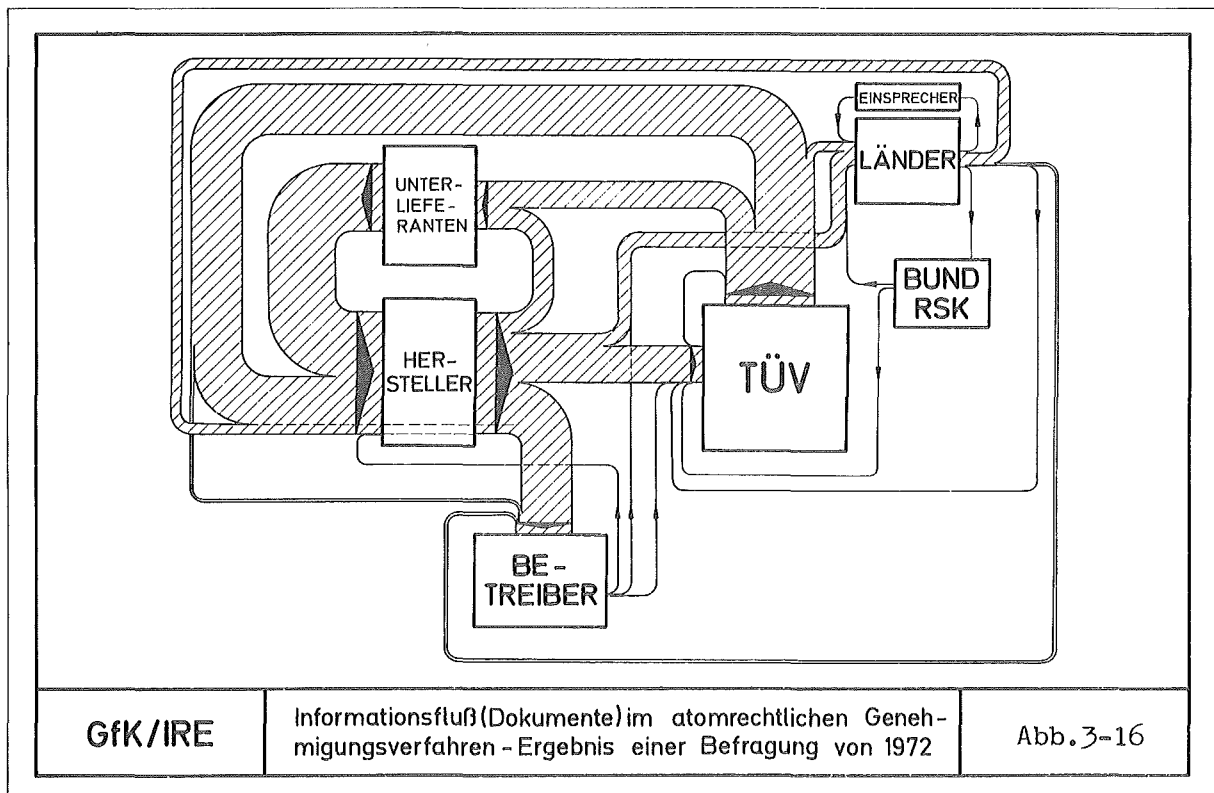 EINSPRECHER
LÄNDER
UNTER-
LIEFE-
RANTEN
BUND
RSK
HER-
STELLER
TÜV
BE-
TREIBER
GfK/IRE
Informationsfluß(Dokumente) im atomrechtlichen Geneh-
migungsverfahren - Ergebnis einer Befragung von 1972
Abb.3-16